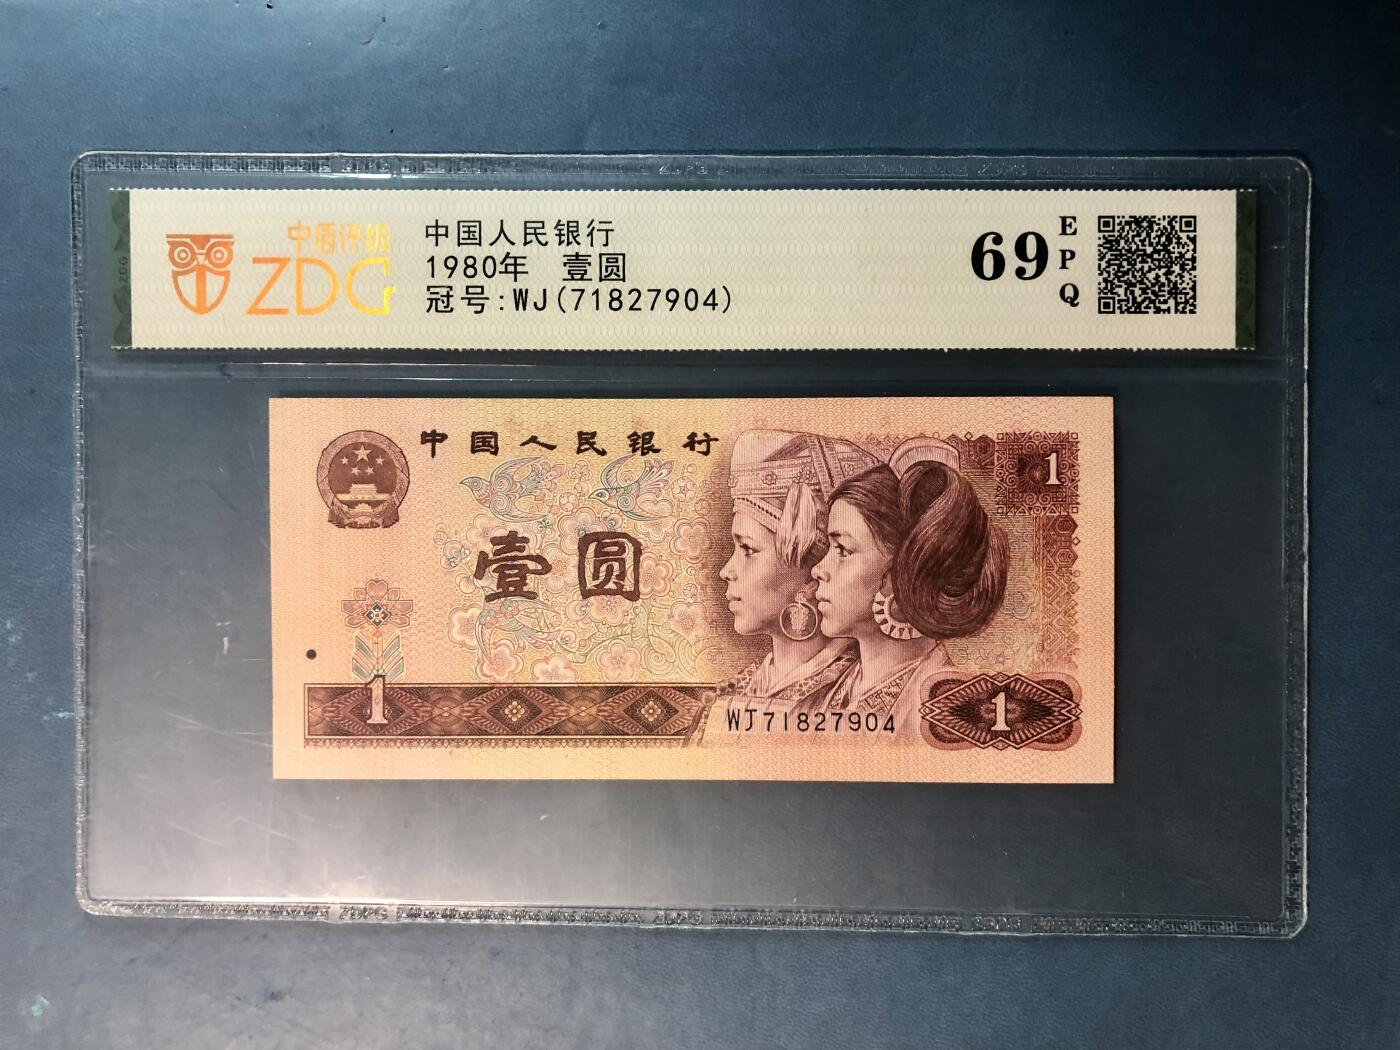 中盾评级
ZDG
中国人民银行
1980年 壹圆
冠号:WJ(71827904)
69
EPQ
中国人民银行
壹圆
1
1
1
WJ71827904